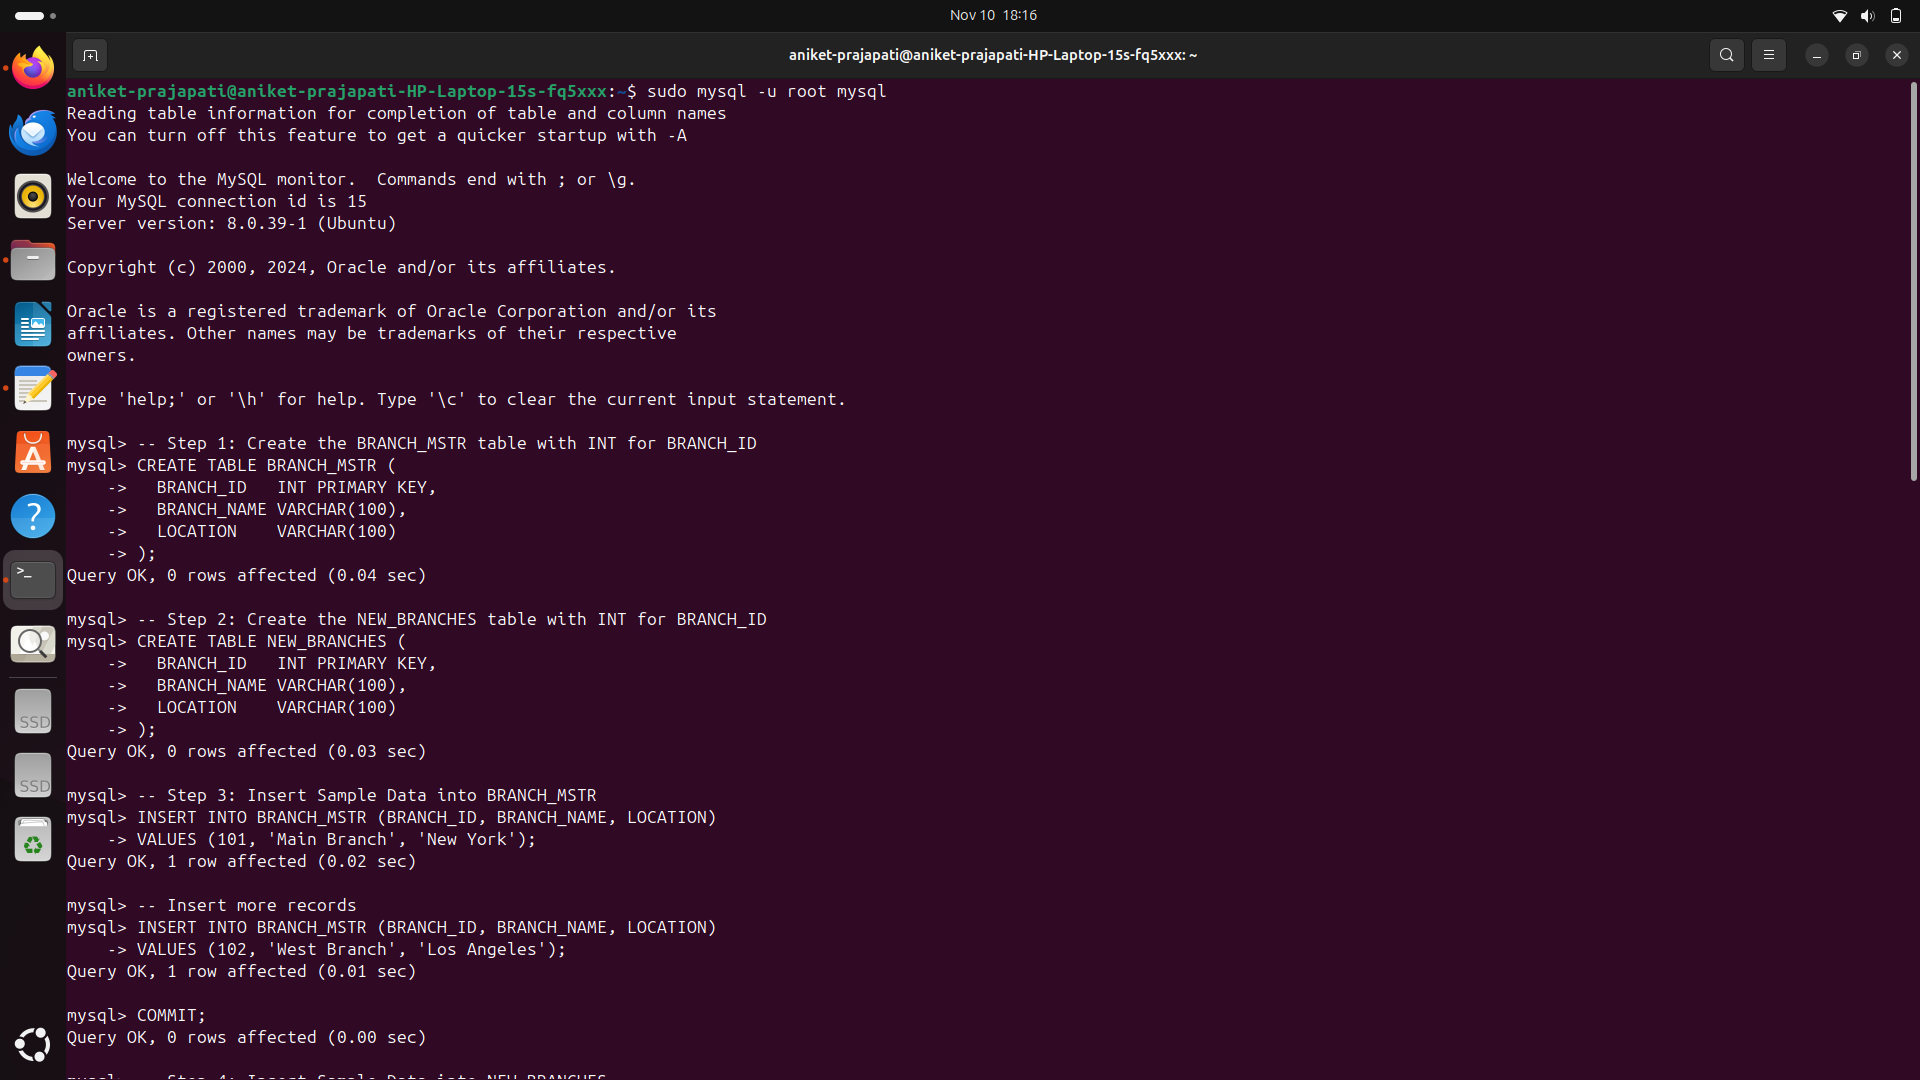 Nov 10 18:16
aniket-prajapati@aniket-prajapati-HP-Laptop-15s-fq5xxx: ~
aniket-prajapati@aniket-prajapati-HP-Laptop-15s-fq5xxx:~$ sudo mysql -u root mysql
Reading table information for completion of table and column names
You can turn off this feature to get a quicker startup with -A
Welcome to the MySQL monitor.  Commands end with ; or \g.
Your MySQL connection id is 15
Server version: 8.0.39-1 (Ubuntu)
Copyright (c) 2000, 2024, Oracle and/or its affiliates.
Oracle is a registered trademark of Oracle Corporation and/or its
affiliates. Other names may be trademarks of their respective
owners.
Type 'help;' or '\h' for help. Type '\c' to clear the current input statement.
mysql> -- Step 1: Create the BRANCH_MSTR table with INT for BRANCH_ID
mysql> CREATE TABLE BRANCH_MSTR (
    ->   BRANCH_ID   INT PRIMARY KEY,
    ->   BRANCH_NAME VARCHAR(100),
    ->   LOCATION    VARCHAR(100)
    -> );
Query OK, 0 rows affected (0.04 sec)
mysql> -- Step 2: Create the NEW_BRANCHES table with INT for BRANCH_ID
mysql> CREATE TABLE NEW_BRANCHES (
    ->   BRANCH_ID   INT PRIMARY KEY,
    ->   BRANCH_NAME VARCHAR(100),
    ->   LOCATION    VARCHAR(100)
    -> );
Query OK, 0 rows affected (0.03 sec)
mysql> -- Step 3: Insert Sample Data into BRANCH_MSTR
mysql> INSERT INTO BRANCH_MSTR (BRANCH_ID, BRANCH_NAME, LOCATION)
    -> VALUES (101, 'Main Branch', 'New York');
Query OK, 1 row affected (0.02 sec)
mysql> -- Insert more records
mysql> INSERT INTO BRANCH_MSTR (BRANCH_ID, BRANCH_NAME, LOCATION)
    -> VALUES (102, 'West Branch', 'Los Angeles');
Query OK, 1 row affected (0.01 sec)
mysql> COMMIT;
Query OK, 0 rows affected (0.00 sec)
mysql> -- Step 4: Insert Sample Data into NEW_BRANCHES
SSD
SSD